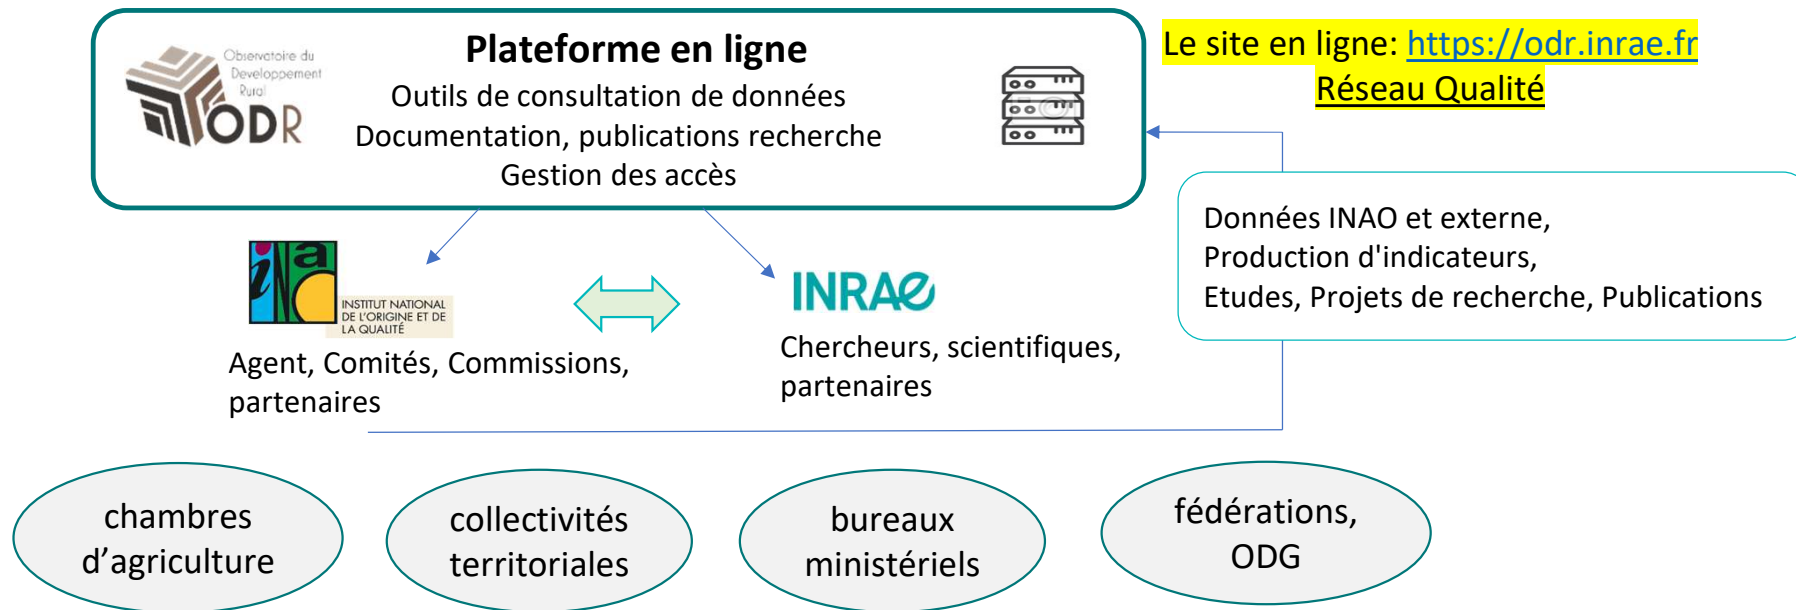 Observatoire du
Developpement
Rural
ODR
Plateforme en ligne
Outils de consultation de données
Documentation, publications recherche
Gestion des accès
Le site en ligne: https://odr.inrae.fr
Réseau Qualité
Données INAO et externe,
Production d'indicateurs,
Etudes, Projets de recherche, Publications
INAO
INSTITUT NATIONAL
DE L'ORIGINE ET DE
LA QUALITÉ
Agent, Comités, Commissions,
partenaires
INRAE
Chercheurs, scientifiques,
partenaires
chambres
d’agriculture
collectivités
territoriales
bureaux
ministériels
fédérations,
ODG